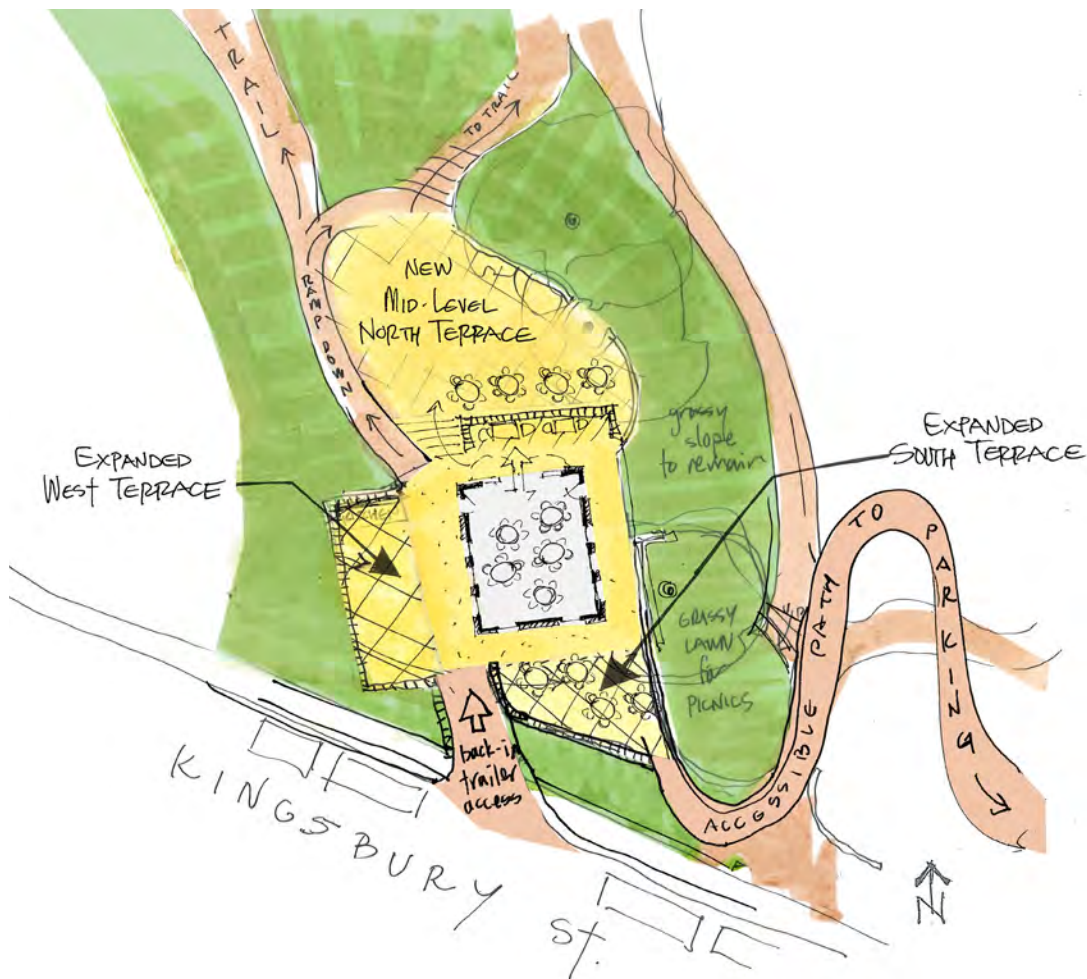 TRAIL
TO TRAIL
RAMP DOWN
NEW
MID-LEVEL
NORTH TERRACE
grassy
slope
to remain
EXPANDED
WEST TERRACE
EXPANDED
SOUTH TERRACE
GRASSY
LAWN
for
PICNICS
ACCESSIBLE PATH TO PARKING
back-in
trailer
access
KINGSBURY St.
N